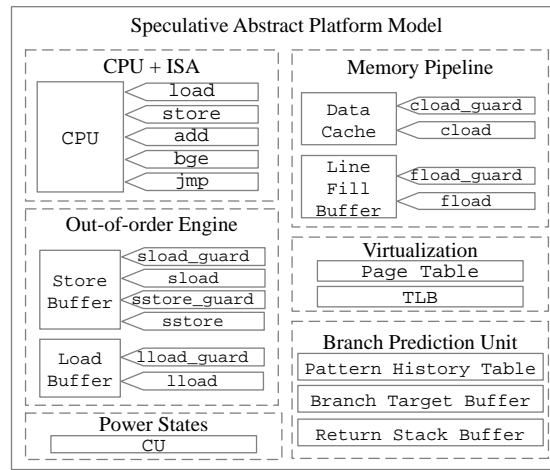 Speculative Abstract Platform Model
CPU + ISA
CPU
load
store
add
bge
jmp
Out-of-order Engine
Store
Buffer
sload_guard
sload
sstore_guard
sstore
Load
Buffer
lload_guard
lload
Power States
CU
Memory Pipeline
Data
Cache
cload_guard
cload
Line
Fill
Buffer
fload_guard
fload
Virtualization
Page Table
TLB
Branch Prediction Unit
Pattern History Table
Branch Target Buffer
Return Stack Buffer